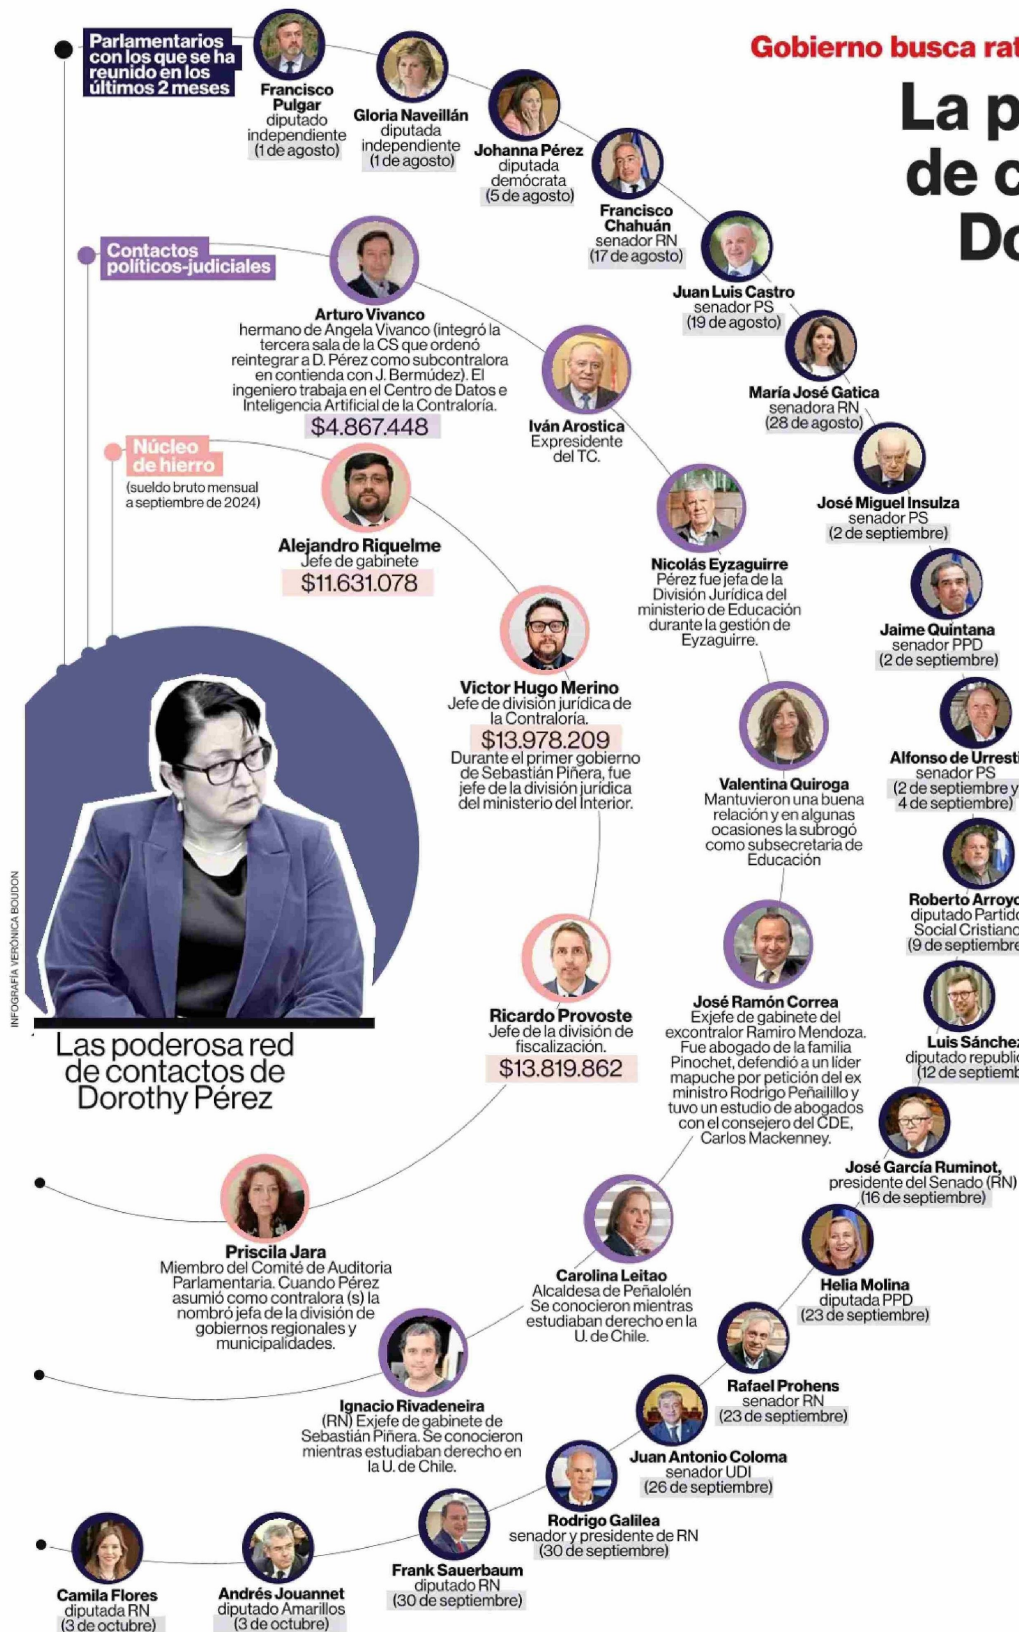 Parlamentarios
con los que se ha
reunido en los
últimos 2 meses
Francisco
Pulgar
diputado
independiente
(1 de agosto)
Gloria Naveillán
diputada
independiente
(1 de agosto)
Johanna Pérez
diputada
demócrata
(5 de agosto)
Francisco
Chahuán
senador RN
(17 de agosto)
Juan Luis Castro
senador PS
(19 de agosto)
María José Gatica
senadora RN
(28 de agosto)
José Miguel Insulza
senador PS
(2 de septiembre)
Jaime Quintana
senador PPD
(2 de septiembre)
Alfonso de Urresti
senador PS
(2 de septiembre y
4 de septiembre)
Roberto Arroyo
diputado Partido
Social Cristiano
(9 de septiembre
Luis Sánchez
diputado republic
(12 de septiemb
José García Ruminot,
presidente del Senado (RN)
(16 de septiembre)
Helia Molina
diputada PPD
(23 de septiembre)
Rafael Prohens
senador RN
(23 de septiembre)
Juan Antonio Coloma
senador UDI
(26 de septiembre)
Rodrigo Galilea
senador y presidente de RN
(30 de septiembre)
Frank Sauerbaum
diputado RN
(30 de septiembre)
Andrés Jouannet
diputado Amarillos
(3 de octubre)
Camila Flores
diputada RN
(3 de octubre)
Gobierno busca rat
La p
de c
Do
Contactos
políticos-judiciales
Arturo Vivanco
hermano de Angela Vivanco (integró la
tercera sala de la CS que ordenó
reintegrar a D. Pérez como subcontralora
en contienda con J. Bermúdez). El
ingeniero trabaja en el Centro de Datos e
Inteligencia Artificial de la Contraloría.
$4.867.448
Iván Arostica
Expresidente
del TC.
Nicolás Eyzaguirre
Pérez fue jefa de la
División Jurídica del
ministerio de Educación
durante la gestión de
Eyzaguirre.
Valentina Quiroga
Mantuvieron una buena
relación y en algunas
ocasiones la subrogó
como subsecretaria de
Educación
José Ramón Correa
Exjefe de gabinete del
excontralor Ramiro Mendoza.
Fue abogado de la familia
Pinochet, defendió a un líder
mapuche por petición del ex
ministro Rodrigo Peñailillo y
tuvo un estudio de abogados
con el consejero del CDE,
Carlos Mackenney.
Carolina Leitao
Alcaldesa de Peñalolén
Se conocieron mientras
estudiaban derecho en la
U. de Chile.
Ignacio Rivadeneira
(RN) Exjefe de gabinete de
Sebastián Piñera. Se conocieron
mientras estudiaban derecho en
la U. de Chile.
Núcleo
de hierro
(sueldo bruto mensual
a septiembre de 2024)
Alejandro Riquelme
Jefe de gabinete
$11.631.078
Victor Hugo Merino
Jefe de división jurídica de
la Contraloría.
$13.978.209
Durante el primer gobierno
de Sebastián Piñera, fue
jefe de la división jurídica
del ministerio del Interior.
Ricardo Provoste
Jefe de la división de
fiscalización.
$13.819.862
Priscila Jara
Miembro del Comité de Auditoria
Parlamentaria. Cuando Pérez
asumió como contralora (s) la
nombró jefa de la división de
gobiernos regionales y
municipalidades.
INFOGRAFÍA VERÓNICA BOUDON
Las poderosa red
de contactos de
Dorothy Pérez